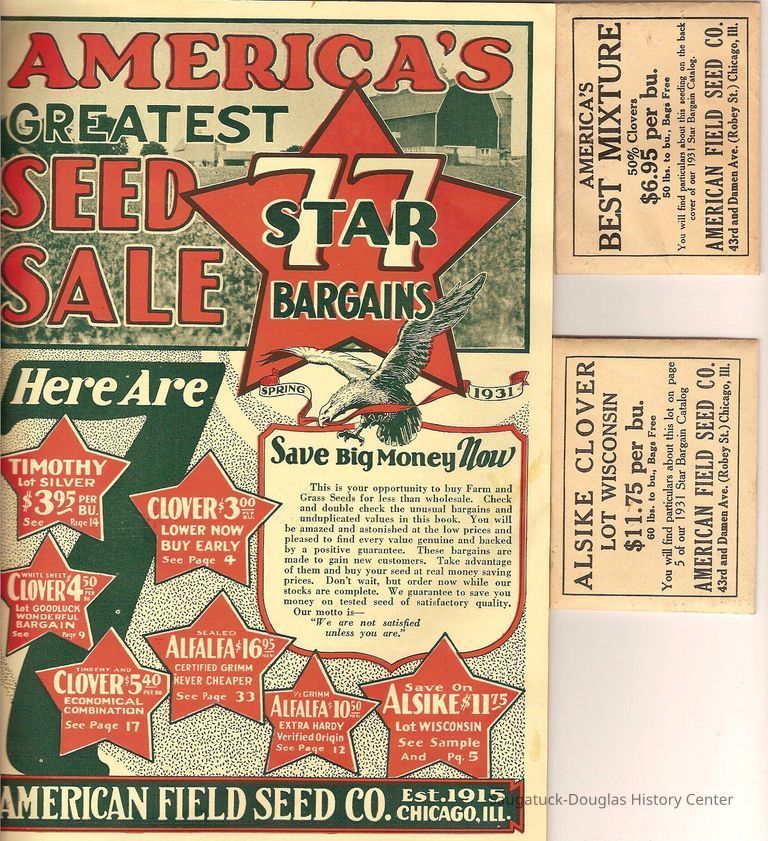 AMERICA'S
GREATEST
SEED
SALE
77
STAR
BARGAINS
SPRING 1931
Here Are
TIMOTHY
Lot SILVER
$3.95 PER BU.
See Page 14
CLOVER $3.00 PER BU.
LOWER NOW
BUY EARLY
See Page 4
WHITE SWEET
CLOVER 4.50 PER BU.
Lot GOODLUCK
WONDERFUL
BARGAIN
See Page 9
TIMOTHY AND
CLOVER $5.40 PER BU.
ECONOMICAL
COMBINATION
See Page 17
SEALED
ALFALFA $16.95
CERTIFIED GRIMM
NEVER CHEAPER
See Page 33
½ GRIMM
ALFALFA $10.50
EXTRA HARDY
Verified Origin
See Page 12
Save On
ALSIKE $11.75
Lot WISCONSIN
See Sample
And Pg. 5
Save Big Money Now
This is your opportunity to buy Farm and
Grass Seeds for less than wholesale. Check
and double check the unusual bargains and
unduplicated values in this book. You will
be amazed and astonished at the low prices and
pleased to find every value genuine and backed
by a positive guarantee. These bargains are
made to gain new customers. Take advantage
of them and buy your seed at real money saving
prices. Don't wait, but order now while our
stocks are complete. We guarantee to save you
money on tested seed of satisfactory quality.
Our motto is—
"We are not satisfied
unless you are."
AMERICAN FIELD SEED CO. Est. 1915
CHICAGO, ILL.
AMERICA'S
BEST MIXTURE
50% Clovers
$6.95 per bu.
50 lbs. to bu., Bags Free
You will find particulars about this seeding on the back
cover of our 1931 Star Bargain Catalog.
AMERICAN FIELD SEED CO.
43rd and Damen Ave. (Robey St.) Chicago, Ill.
ALSIKE CLOVER
LOT WISCONSIN
$11.75 per bu.
60 lbs. to bu., Bags Free
You will find particulars about this lot on page
5 of our 1931 Star Bargain Catalog
AMERICAN FIELD SEED CO.
43rd and Damen Ave. (Robey St.) Chicago, Ill.
Saugatuck-Douglas History Center